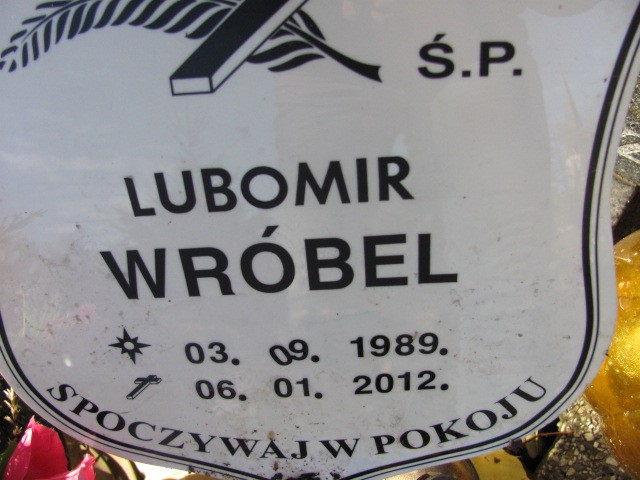 Ś.P.
LUBOMIR
WRÓBEL
03. 09. 1989.
06. 01. 2012.
SPOCZYWAJ W POKOJU